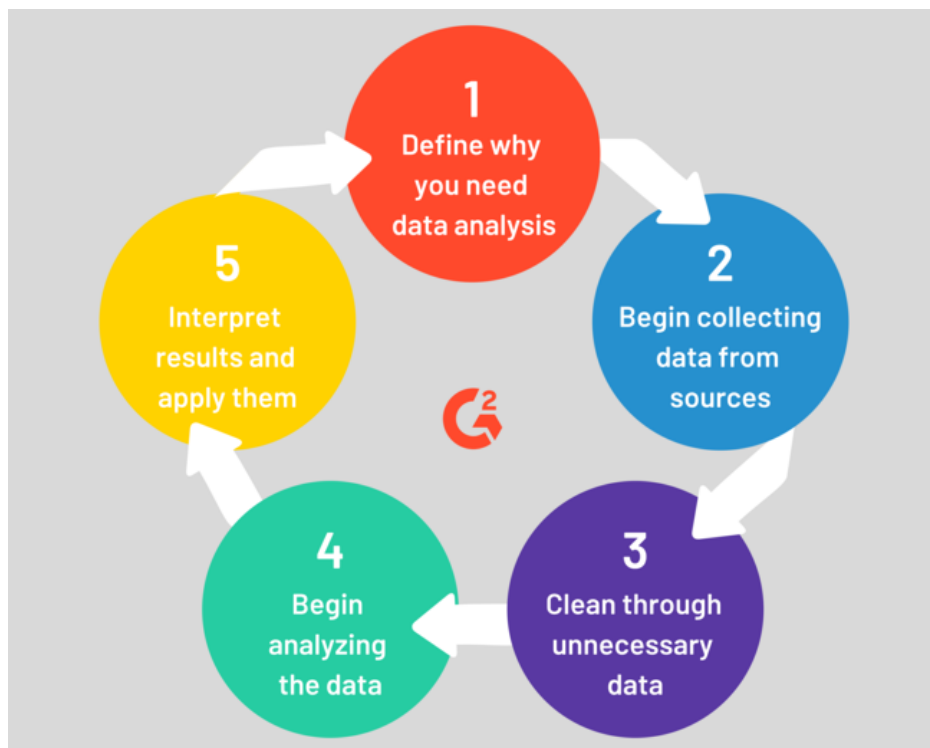 1
Define why
you need
data analysis
2
Begin collecting
data from
sources
3
Clean through
unnecessary
data
4
Begin
analyzing
the data
5
Interpret
results and
apply them
G2